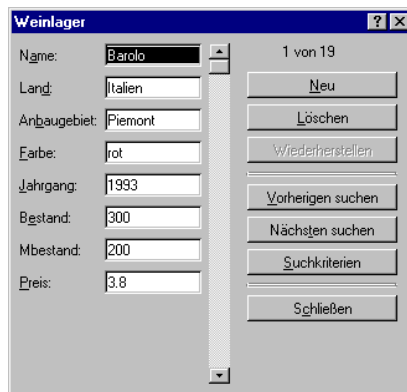 Weinlager
Name: Barolo
Land: Italien
Anbaugebiet: Piemont
Farbe: rot
Jahrgang: 1993
Bestand: 300
Mbestand: 200
Preis: 3.8
1 von 19
Neu
Löschen
Wiederherstellen
Vorherigen suchen
Nächsten suchen
Suchkriterien
Schließen